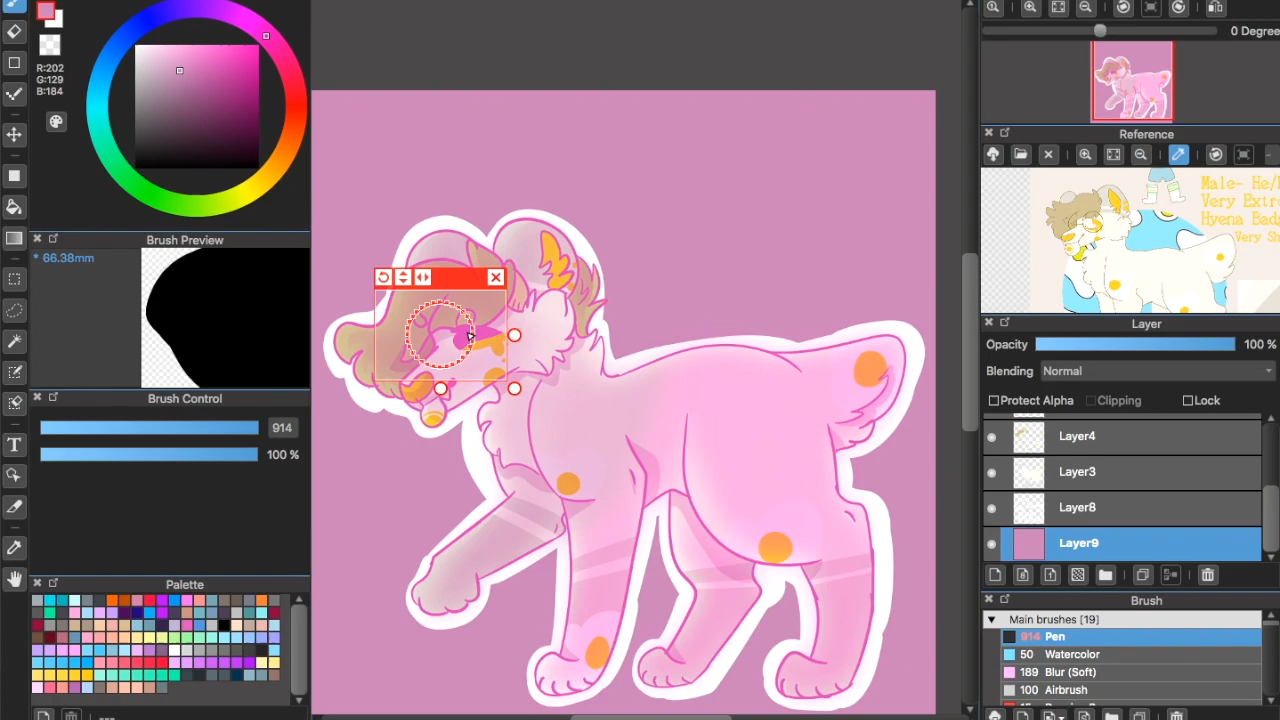 R:202
G:129
B:184
0 Degree
Reference
Male- He/
Very Extr
Hyena Bad
Very Sh
Brush Preview
* 66.38mm
Layer
Opacity 100 %
Blending Normal
Protect Alpha Clipping Lock
Brush Control
914
100 %
Layer4
Layer3
Layer8
Layer9
T
Palette
Brush
Main brushes [19]
914 Pen
50 Watercolor
189 Blur (Soft)
100 Airbrush